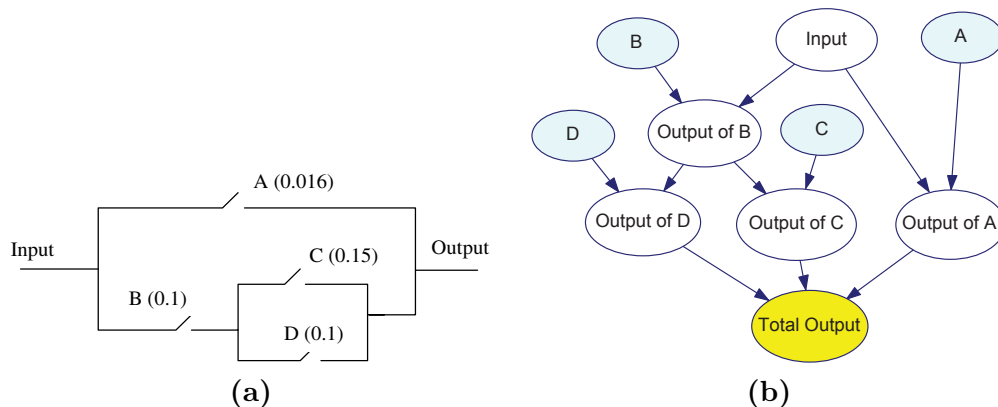 A (0.016)
Input
Output
C (0.15)
B (0.1)
D (0.1)
(a)
B
Input
A
D
Output of B
C
Output of D
Output of C
Output of A
Total Output
(b)